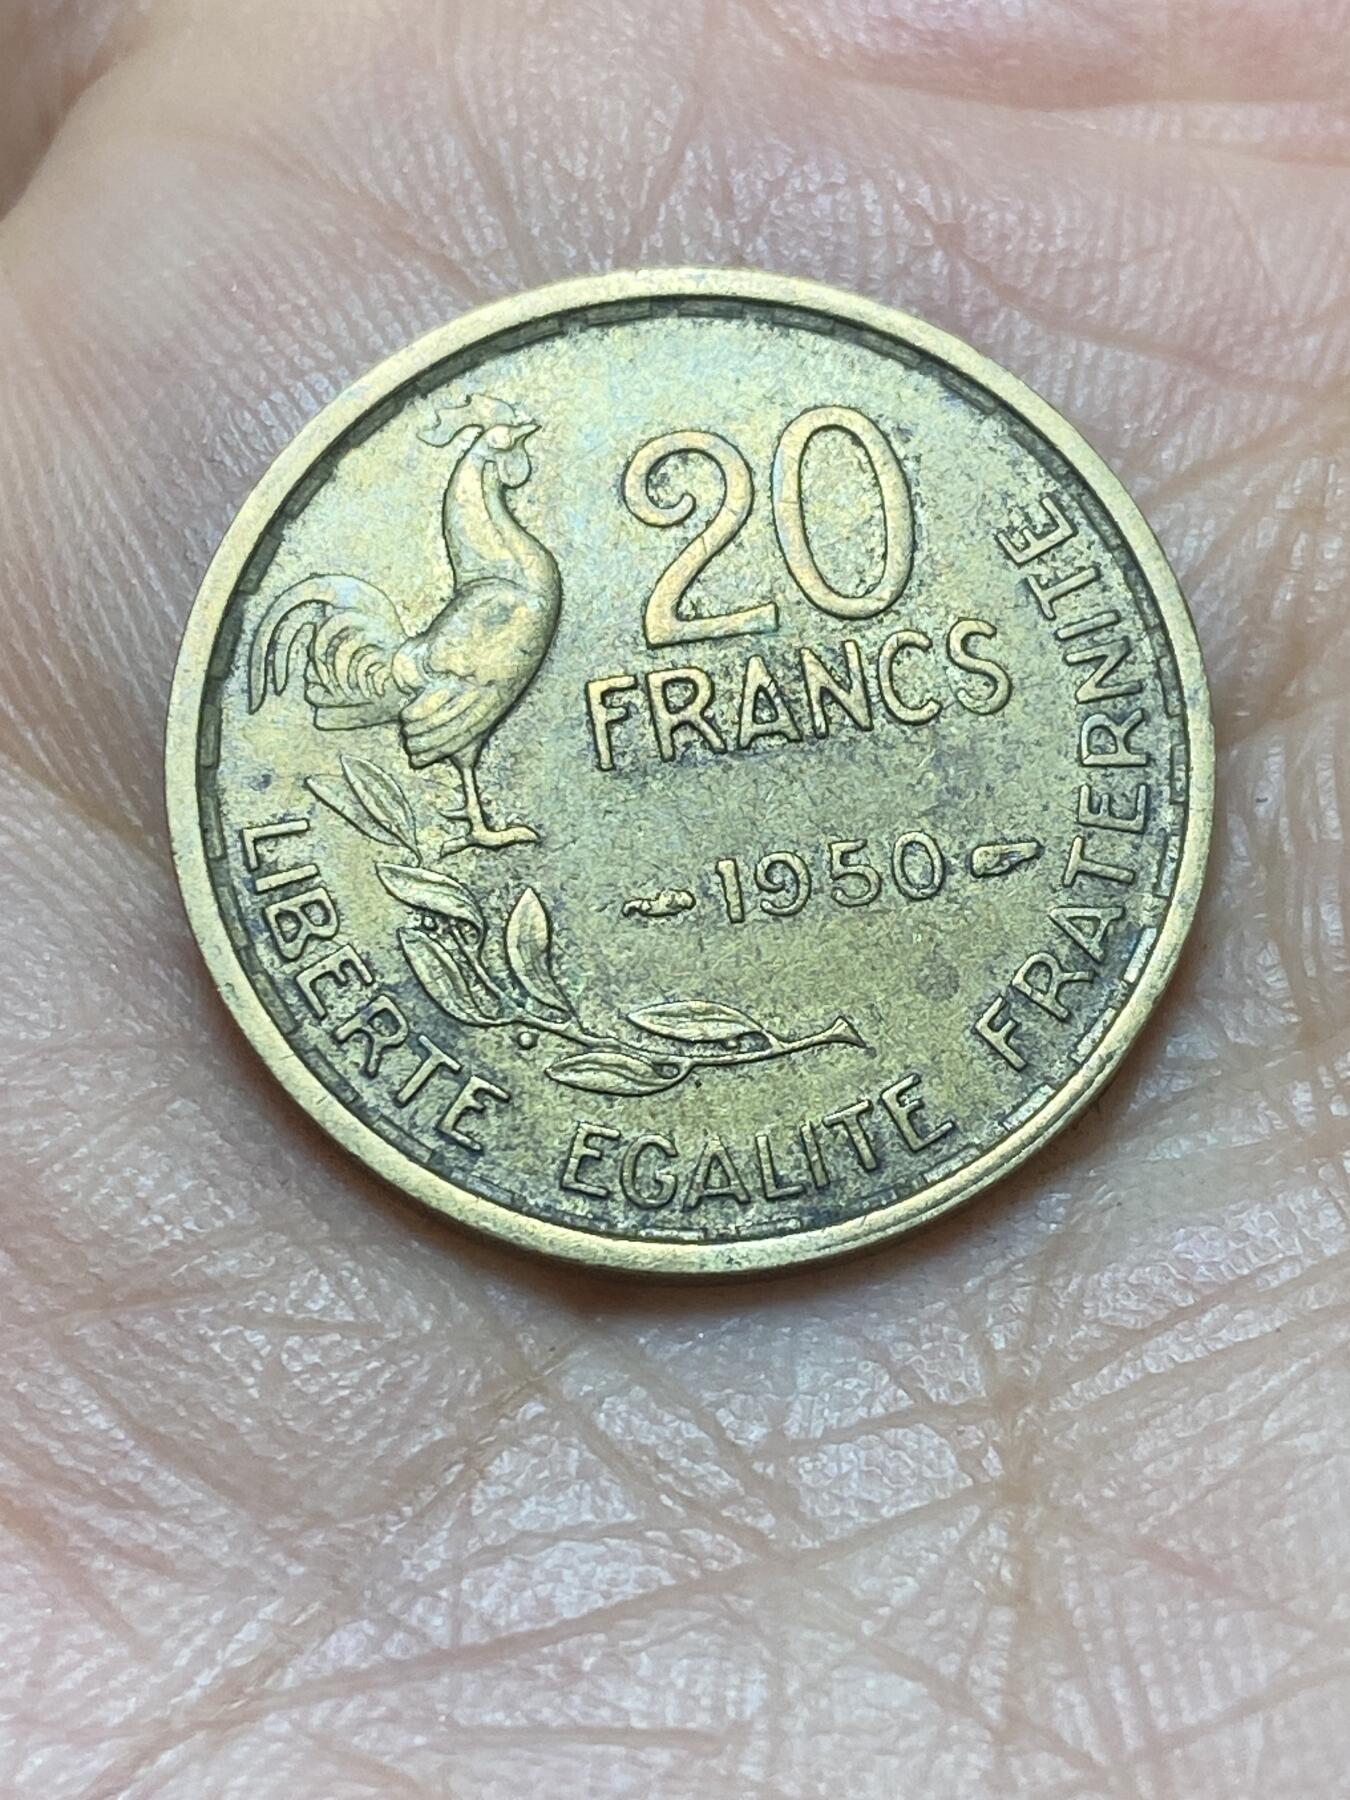 20
FRANCS
1950
LIBERTE EGALITE FRATERNITE